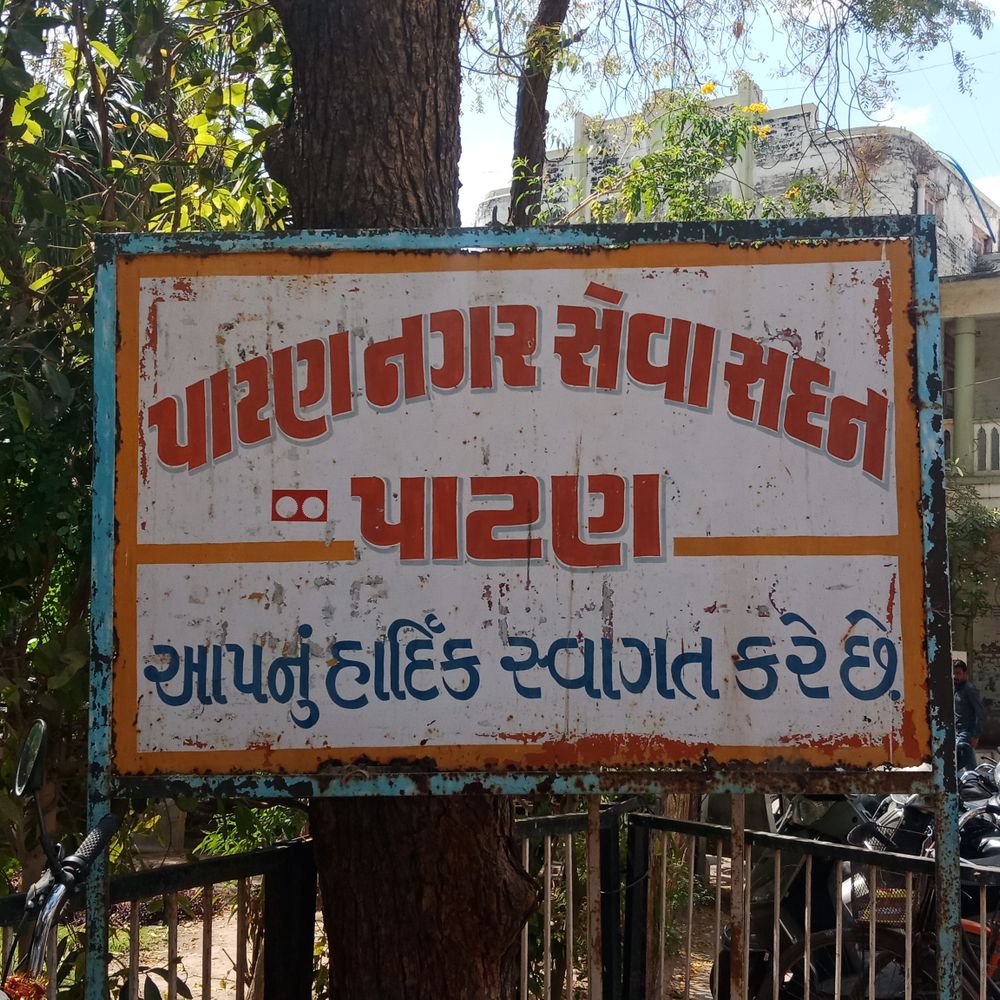 પાટણ નગર સેવા સદન
પાટણ
આપનું હાર્દિક સ્વાગત કરે છે.